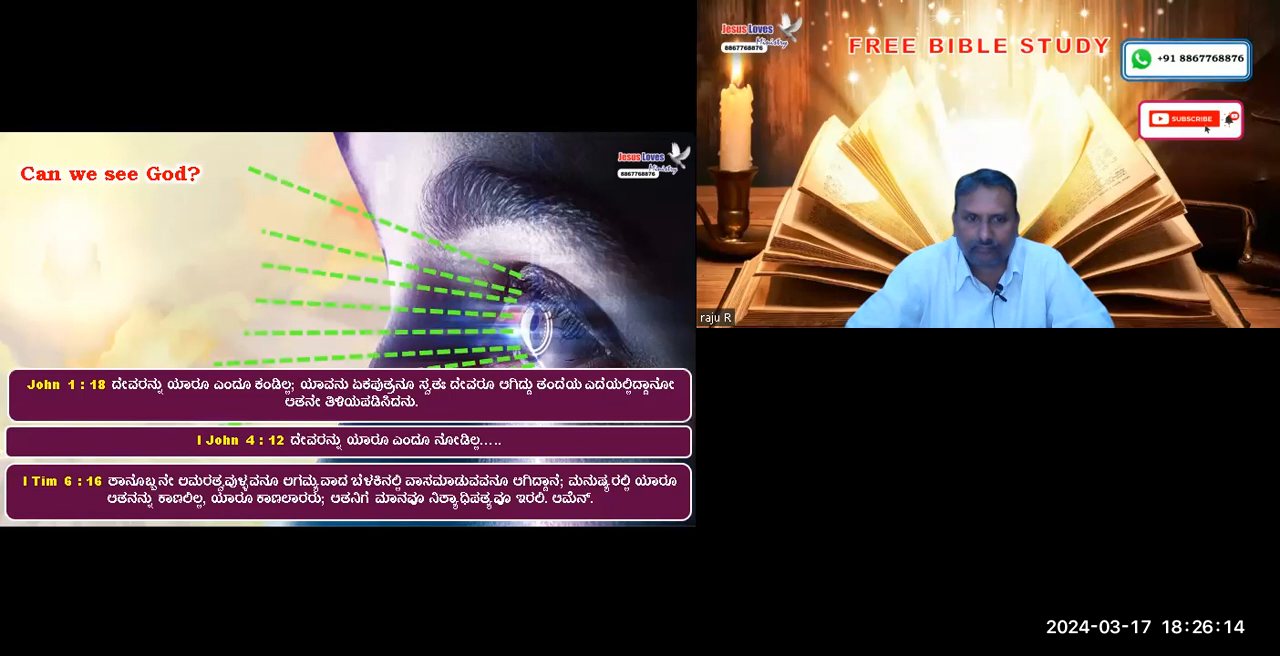 Can we see God?
Jesus Loves
Ministry
8867768876
John 1 : 18 ದೇವರನ್ನು ಯಾರೂ ಎಂದೂ ಕಂಡಿಲ್ಲ; ಯಾವನು ಏಕಪುತ್ರನೂ ಸ್ವತಃ ದೇವರೂ ಆಗಿದ್ದು ತಂದೆಯ ಎದೆಯಲ್ಲಿದ್ದಾನೋ
ಆತನೇ ತಿಳಿಯಪಡಿಸಿದನು.
I John 4 : 12 ದೇವರನ್ನು ಯಾರೂ ಎಂದೂ ನೋಡಿಲ್ಲ.....
I Tim 6 : 16 ತಾನೊಬ್ಬನೇ ಅಮರತ್ವವುಳ್ಳವನೂ ಅಗಮ್ಯವಾದ ಬೆಳಕಿನಲ್ಲಿ ವಾಸಮಾಡುವವನೂ ಆಗಿದ್ದಾನೆ; ಮನುಷ್ಯರಲ್ಲಿ ಯಾರೂ
ಆತನನ್ನು ಕಾಣಲಿಲ್ಲ, ಯಾರೂ ಕಾಣಲಾರರು; ಆತನಿಗೆ ಮಾನವೂ ನಿತ್ಯಾಧಿಪತ್ಯವೂ ಇರಲಿ. ಆಮೆನ್.
Jesus Loves
Ministry
8867768876
FREE BIBLE STUDY
+91 8867768876
SUBSCRIBE
raju R
2024-03-17 18:26:14